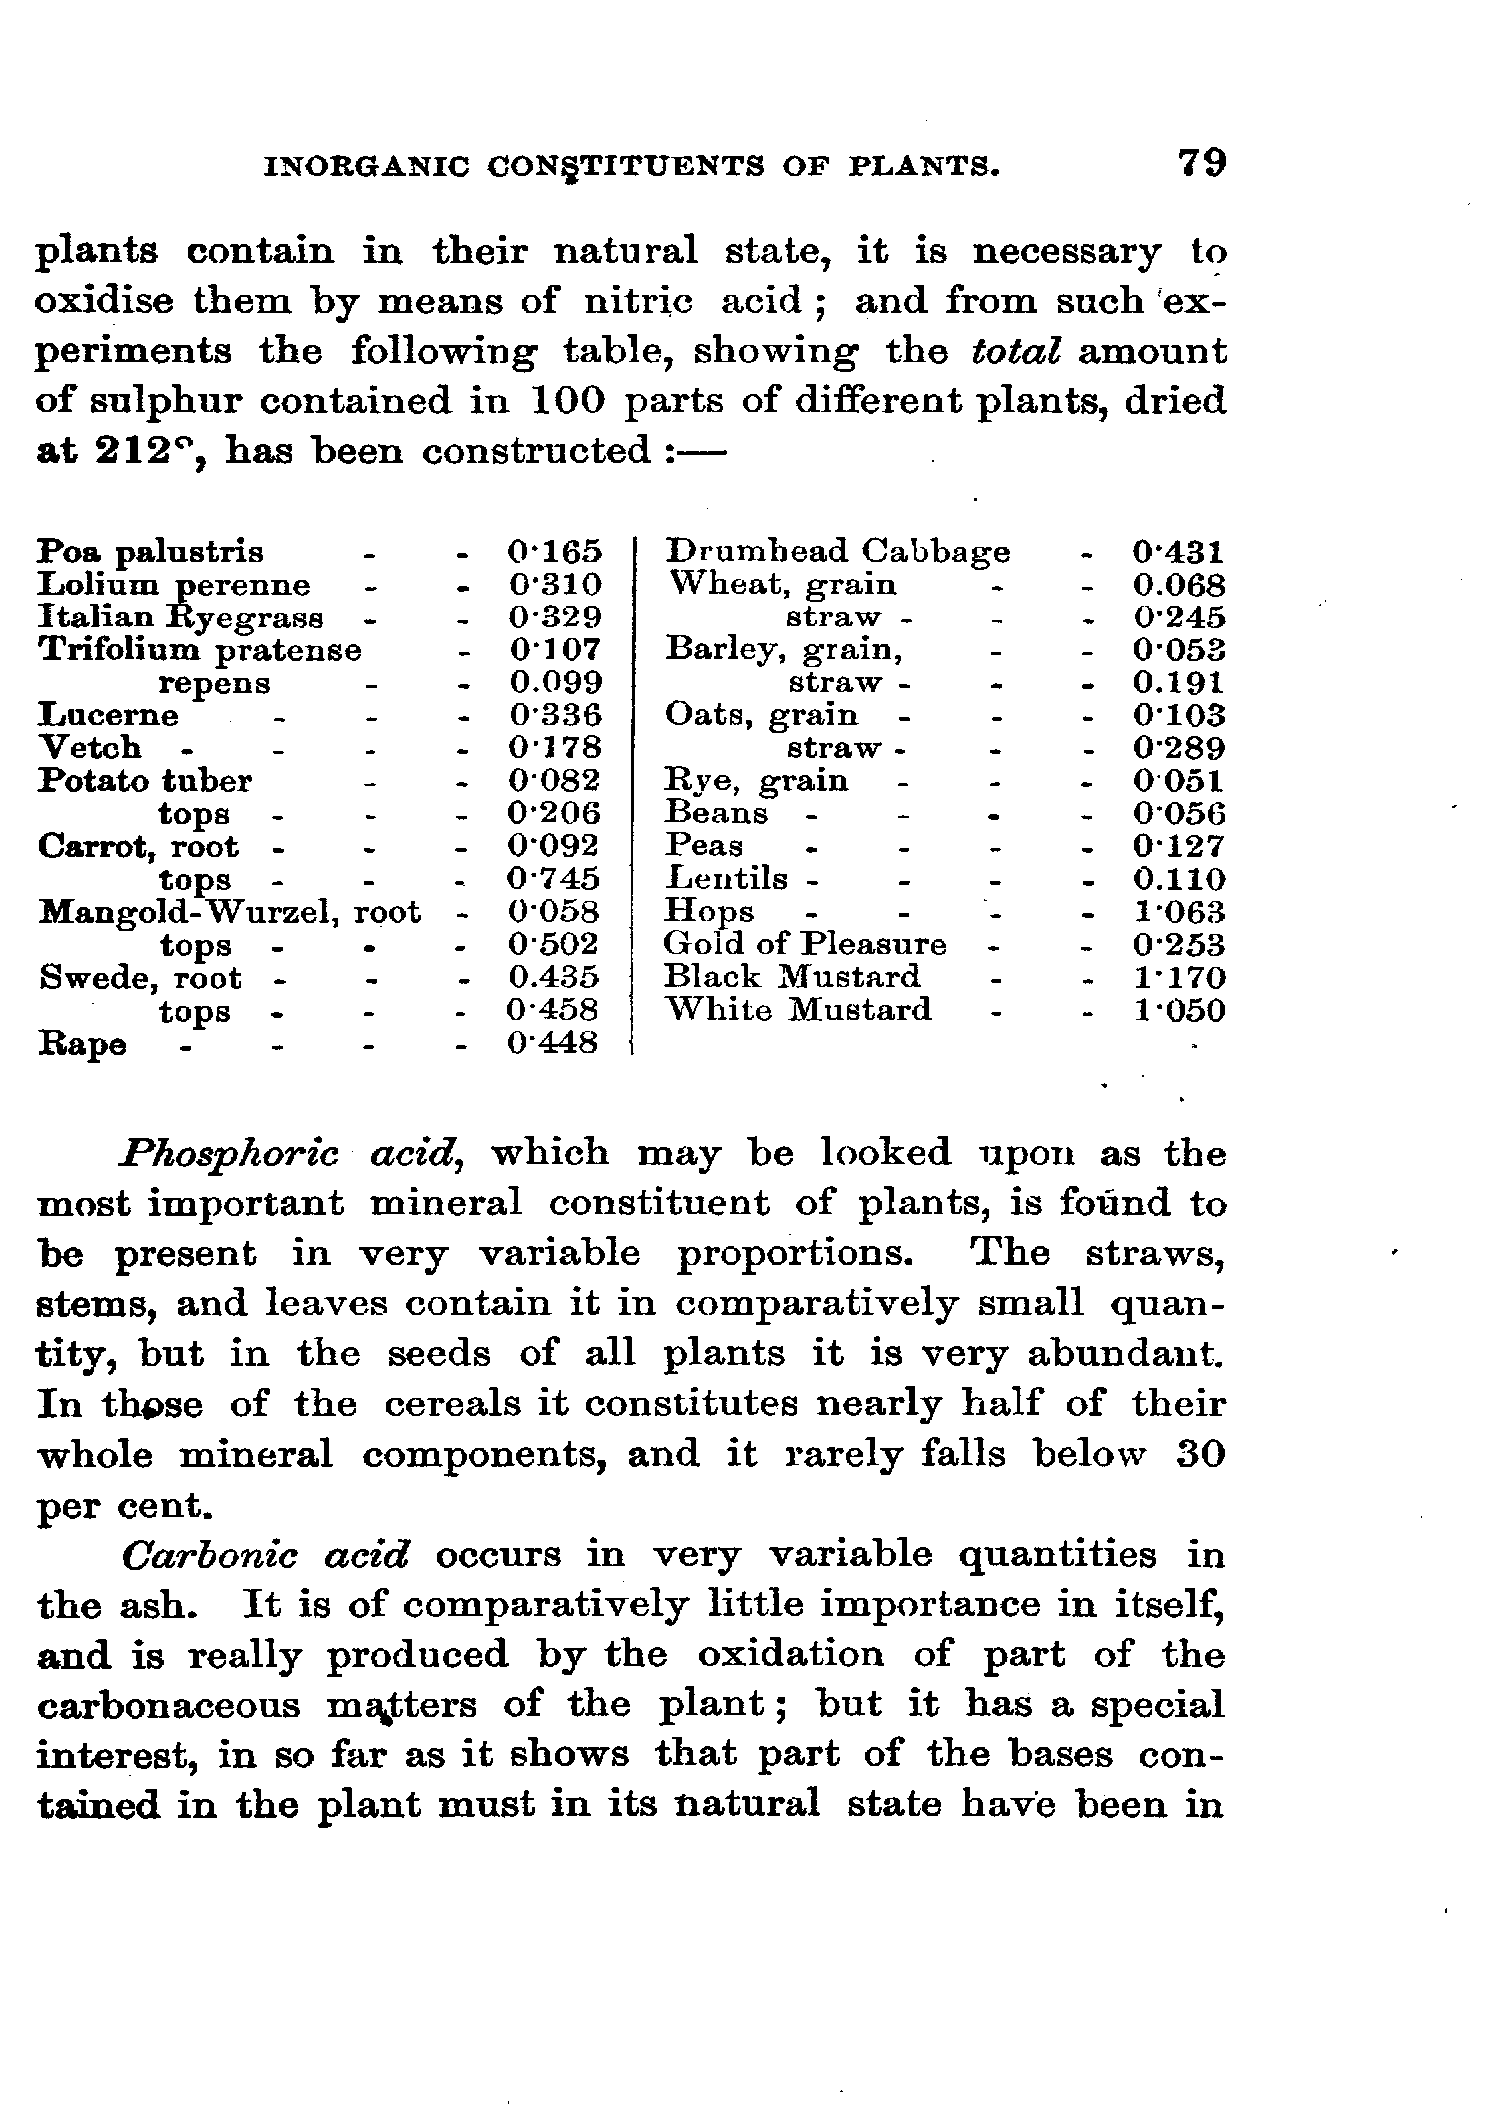 INORGANIC CONSTITUENTS OF PLANTS. 79
plants contain in their natural state, it is necessary to
oxidise them by means of nitric acid ; and from such ex-
periments the following table, showing the total amount
of sulphur contained in 100 parts of different plants, dried
at 212°, has been constructed :—
Poa palustris - - 0·165
Lolium perenne - - 0·310
Italian Ryegrass - - 0·329
Trifolium pratense - 0·107
repens - - 0.099
Lucerne - - - 0·336
Vetch - - - - 0·178
Potato tuber - - 0·082
tops - - - 0·206
Carrot, root - - - 0·092
tops - - - 0·745
Mangold-Wurzel, root - 0·058
tops - - - 0·502
Swede, root - - - 0.435
tops - - - 0·458
Rape - - - - 0·448
Drumhead Cabbage - 0·431
Wheat, grain - - 0.068
straw - - - 0·245
Barley, grain, - - 0·053
straw - - - 0.191
Oats, grain - - - 0·103
straw - - - 0·289
Rye, grain - - - 0·051
Beans - - - - 0·056
Peas - - - - 0·127
Lentils - - - - 0.110
Hops - - - - 1·063
Gold of Pleasure - - 0·253
Black Mustard - - 1·170
White Mustard - - 1·050
Phosphoric acid, which may be looked upon as the
most important mineral constituent of plants, is found to
be present in very variable proportions. The straws,
stems, and leaves contain it in comparatively small quan-
tity, but in the seeds of all plants it is very abundant.
In those of the cereals it constitutes nearly half of their
whole mineral components, and it rarely falls below 30
per cent.
Carbonic acid occurs in very variable quantities in
the ash. It is of comparatively little importance in itself,
and is really produced by the oxidation of part of the
carbonaceous matters of the plant ; but it has a special
interest, in so far as it shows that part of the bases con-
tained in the plant must in its natural state have been in